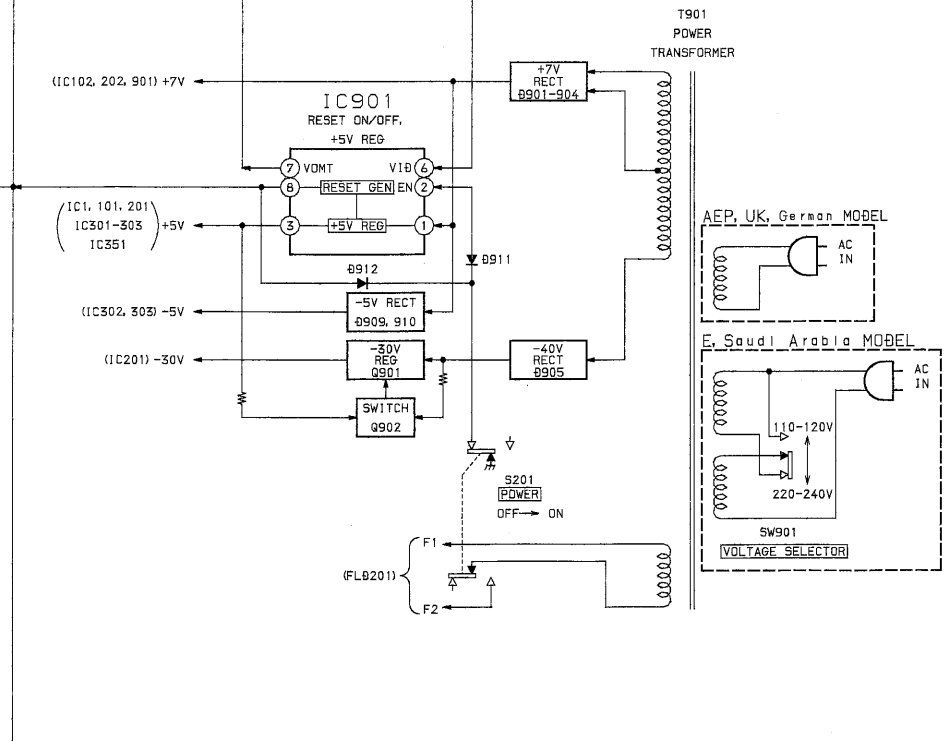 T901
POWER
TRANSFORMER
(IC102, 202, 901) +7V
+7V
RECT
D901-904
IC901
RESET ON/OFF,
+5V REG
7 VOMT VID 6
8 RESET GEN. EN 2
3 +5V REG 1
(IC1, 101, 201)
IC301-303 +5V
IC351
D911
D912
(IC302, 303) -5V
-5V RECT
D909, 910
(IC201) -30V
-30V
REG
Q901
-40V
RECT
D905
SWITCH
Q902
S201
POWER
OFF→ ON
(FLD201)
F1
F2
AEP, UK, German MODEL
AC
IN
E, Saudi Arabia MODEL
AC
IN
110-120V
220-240V
SW901
VOLTAGE SELECTOR